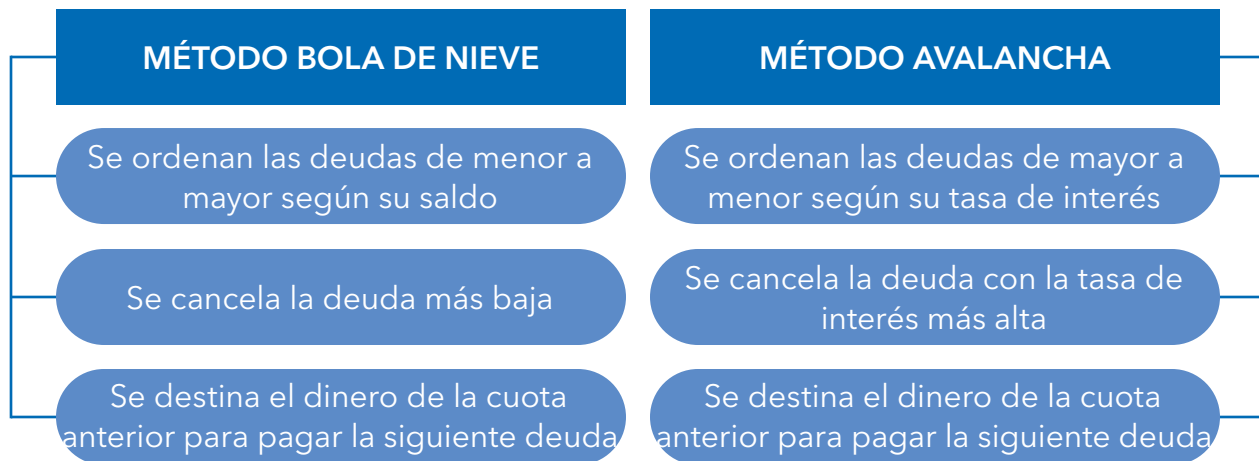 MÉTODO BOLA DE NIEVE
Se ordenan las deudas de menor a
mayor según su saldo
Se cancela la deuda más baja
Se destina el dinero de la cuota
anterior para pagar la siguiente deuda
MÉTODO AVALANCHA
Se ordenan las deudas de mayor a
menor según su tasa de interés
Se cancela la deuda con la tasa de
interés más alta
Se destina el dinero de la cuota
anterior para pagar la siguiente deuda